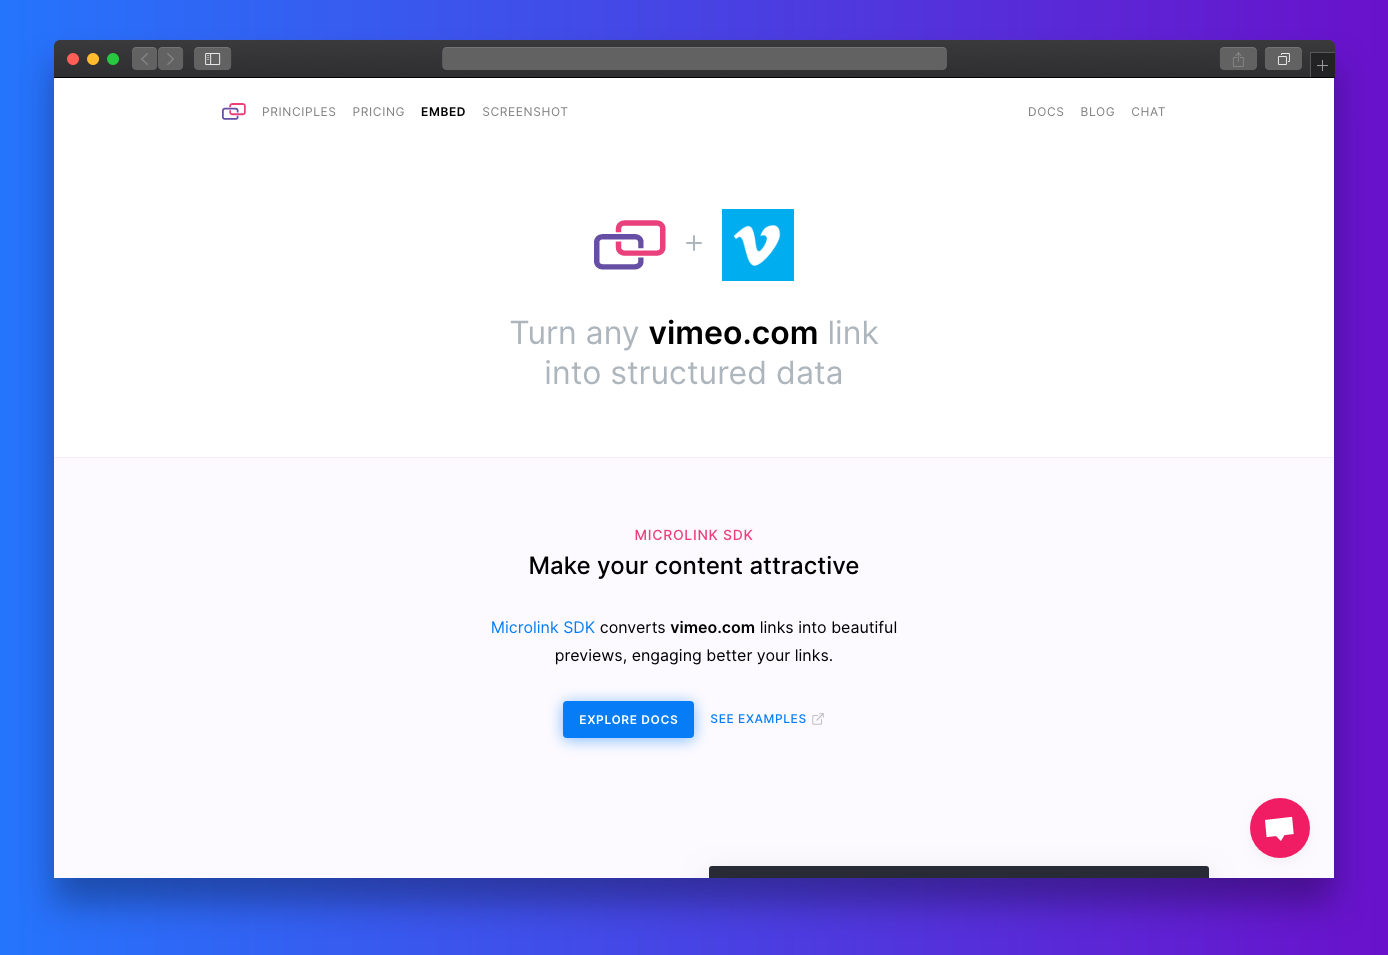 PRINCIPLES PRICING EMBED SCREENSHOT DOCS BLOG CHAT
Turn any vimeo.com link
into structured data
MICROLINK SDK
Make your content attractive
Microlink SDK converts vimeo.com links into beautiful
previews, engaging better your links.
EXPLORE DOCS SEE EXAMPLES